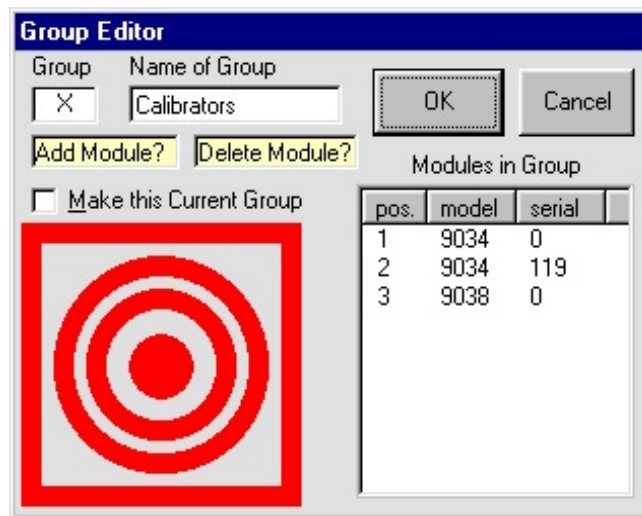 Group Editor
Group Name of Group
X Calibrators
OK Cancel
Add Module? Delete Module?
Make this Current Group
Modules in Group
pos. model serial
1 9034 0
2 9034 119
3 9038 0